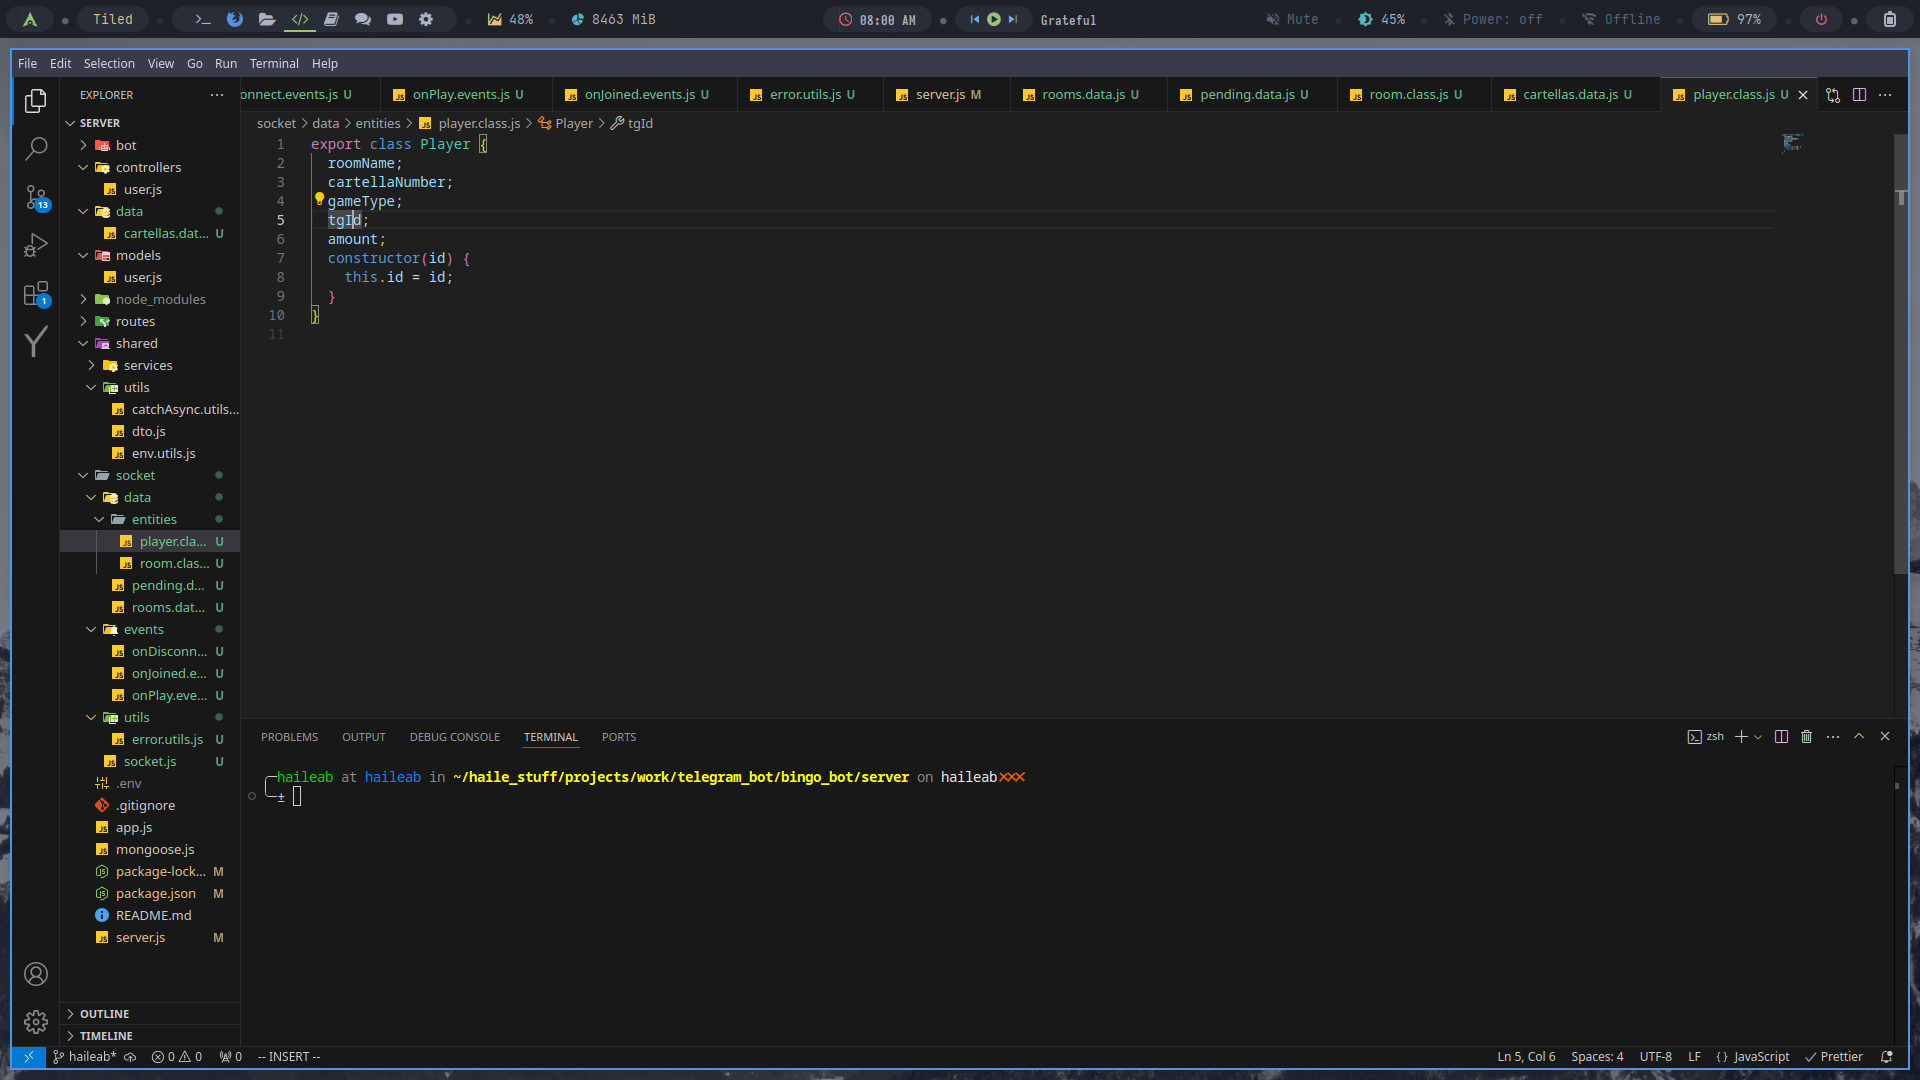 Tiled 48% 8463 MiB 08:00 AM Grateful Mute 45% Power: off Offline 97%
File Edit Selection View Go Run Terminal Help
EXPLORER ···
onnect.events.js U onPlay.events.js U onJoined.events.js U error.utils.js U server.js M rooms.data.js U pending.data.js U room.class.js U cartellas.data.js U player.class.js U
socket > data > entities > player.class.js > Player > tgId
SERVER
bot
controllers
user.js
data
cartellas.dat... U
models
user.js
node_modules
routes
shared
services
utils
catchAsync.utils...
dto.js
env.utils.js
socket
data
entities
player.cla... U
room.clas... U
pending.d... U
rooms.dat... U
events
onDisconn... U
onJoined.e... U
onPlay.eve... U
utils
error.utils.js U
socket.js U
.env
.gitignore
app.js
mongoose.js
package-lock... M
package.json M
README.md
server.js M
OUTLINE
TIMELINE
13
1
1 export class Player {
2 roomName;
3 cartellaNumber;
4 gameType;
5 tgId;
6 amount;
7 constructor(id) {
8 this.id = id;
9 }
10 }
11
PROBLEMS OUTPUT DEBUG CONSOLE TERMINAL PORTS
zsh
haileab at haileab in ~/haile_stuff/projects/work/telegram_bot/bingo_bot/server on haileab✗✗✗
±
haileab* 0 0 0 -- INSERT -- Ln 5, Col 6 Spaces: 4 UTF-8 LF {} JavaScript Prettier